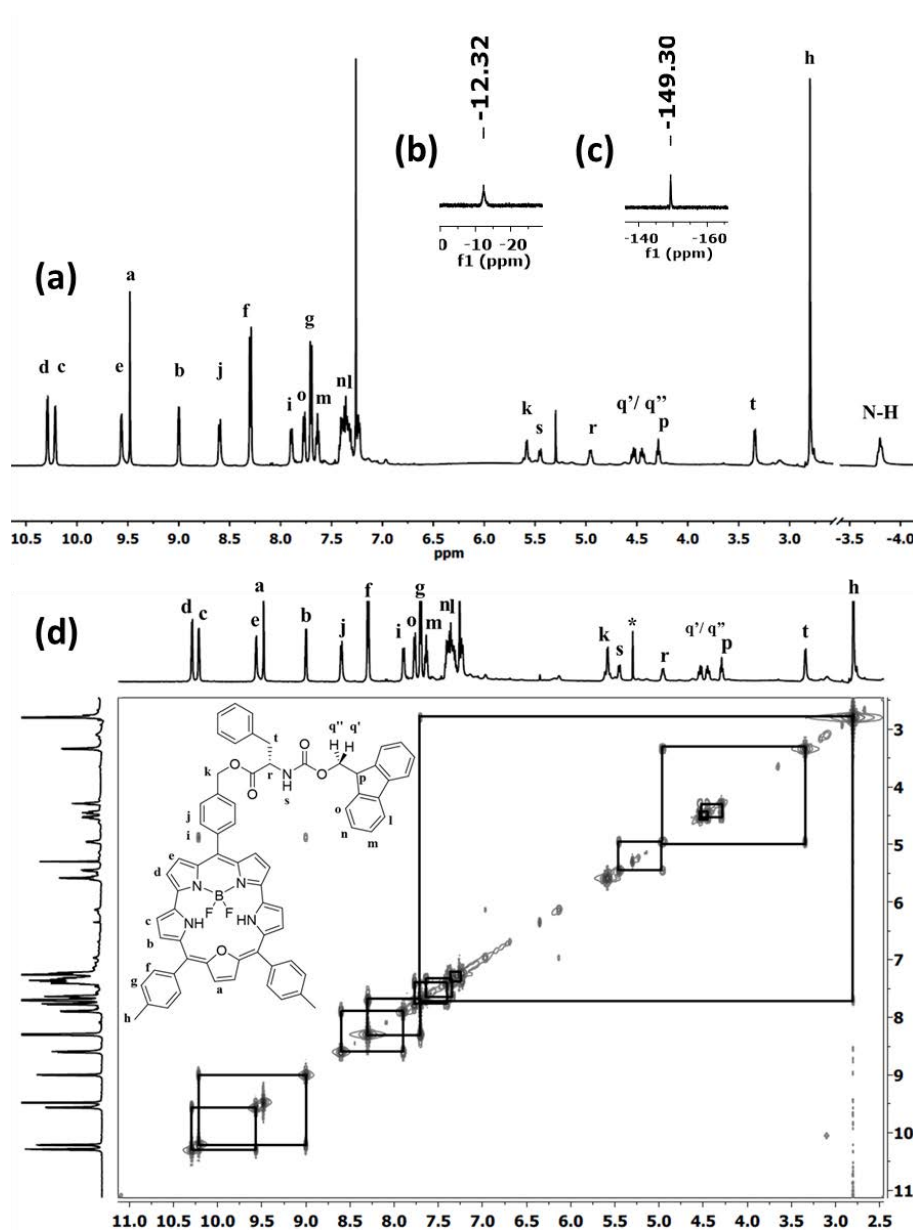 -12.32
-149.30
h
(b)
(c)
0 -10 -20
f1 (ppm)
-140 -160
f1 (ppm)
(a)
a
f
g
d c
e
b
j
i
o
m
nl
k
s
r
q'/ q''
p
t
N-H
10.5 10.0 9.5 9.0 8.5 8.0 7.5 7.0 6.5 6.0 5.5 5.0 4.5 4.0 3.5 3.0 -3.5 -4.0
ppm
(d)
d
c
e
a
b
j
f
i
o
g
m
nl
k
s
*
r
q'/ q''
p
t
h
q'' q'
H H
t
O
O
k
O
r
N
H
s
O
O
p
o
n
m
l
j
i
e
d
N
B
N
F F
c
NH
HN
b
f
O
g
a
h
3
4
5
6
7
8
9
10
11
11.0 10.5 10.0 9.5 9.0 8.5 8.0 7.5 7.0 6.5 6.0 5.5 5.0 4.5 4.0 3.5 3.0 2.5